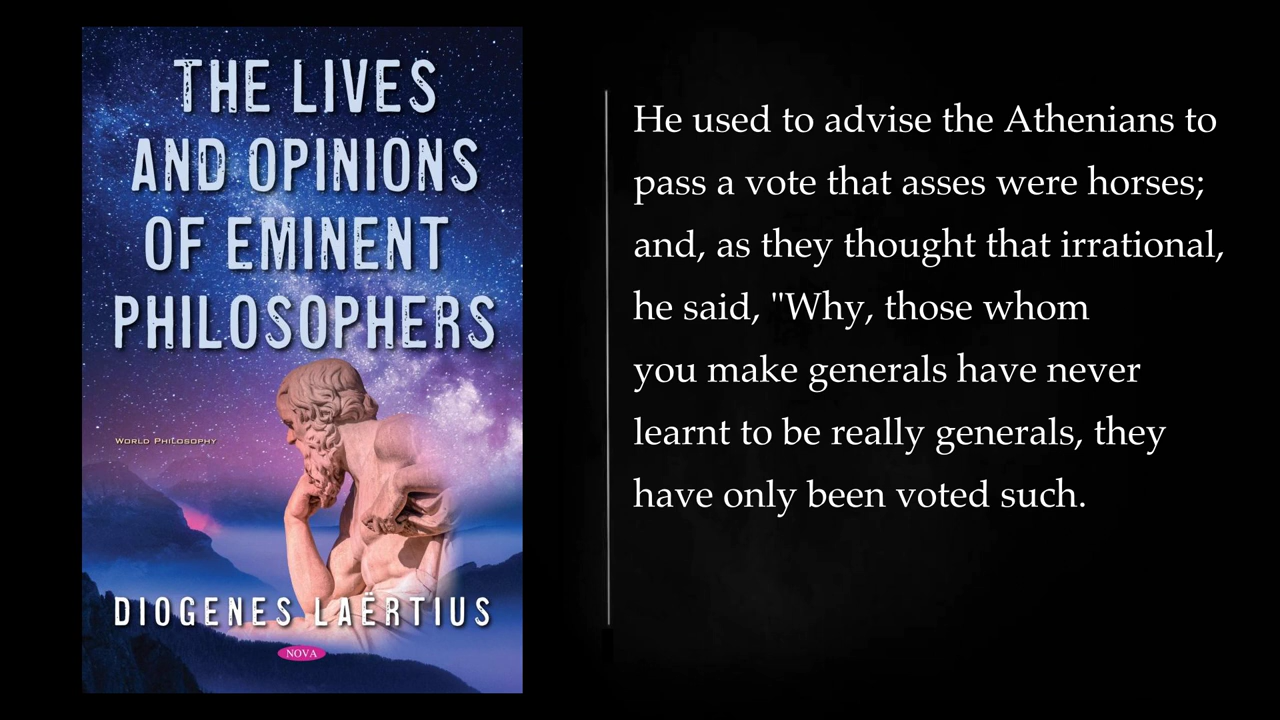 THE LIVES
AND OPINIONS
OF EMINENT
PHILOSOPHERS
WORLD PHILOSOPHY
DIOGENES LAËRTIUS
NOVA
He used to advise the Athenians to
pass a vote that asses were horses;
and, as they thought that irrational,
he said, "Why, those whom
you make generals have never
learnt to be really generals, they
have only been voted such.